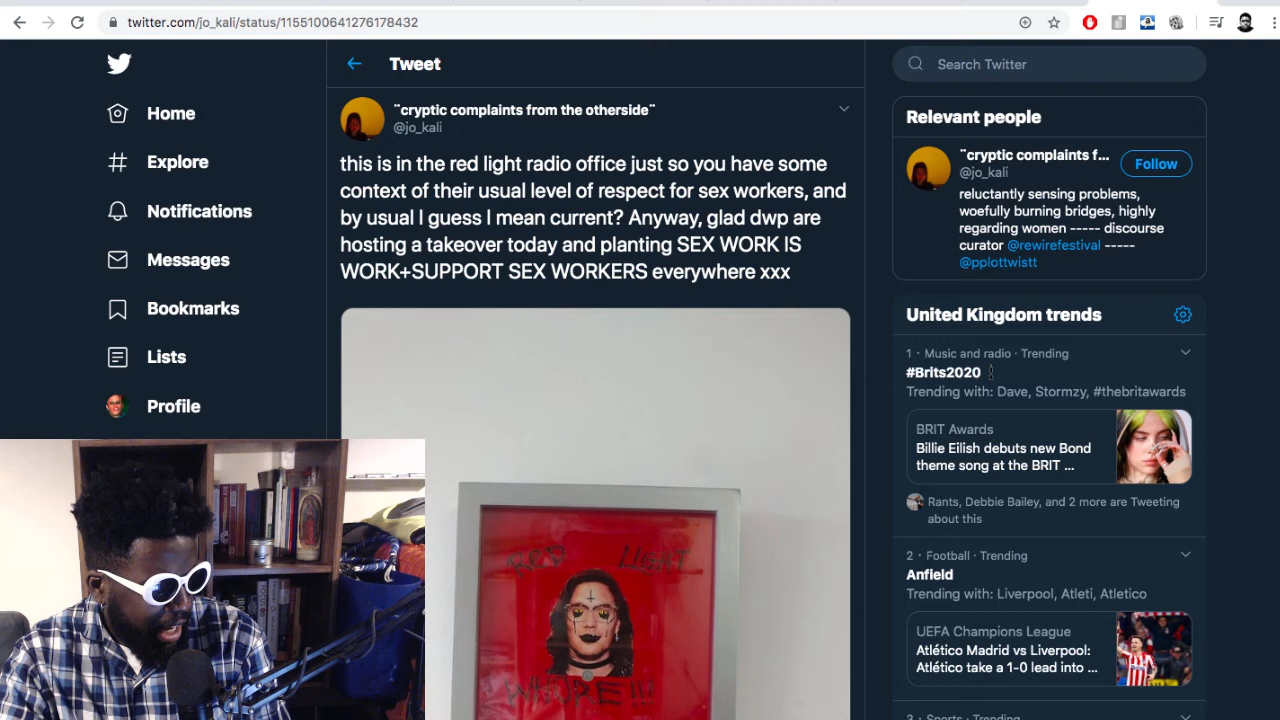 twitter.com/jo_kali/status/1155100641276178432
Home
Explore
Notifications
Messages
Bookmarks
Lists
Profile
Tweet
¨cryptic complaints from the otherside¨
@jo_kali
this is in the red light radio office just so you have some
context of their usual level of respect for sex workers, and
by usual I guess I mean current? Anyway, glad dwp are
hosting a takeover today and planting SEX WORK IS
WORK+SUPPORT SEX WORKERS everywhere xxx
RED LIGHT
WHORE!!!
Search Twitter
Relevant people
¨cryptic complaints f...
@jo_kali
Follow
reluctantly sensing problems,
woefully burning bridges, highly
regarding women ----- discourse
curator @rewirefestival -----
@pplottwistt
United Kingdom trends
1 · Music and radio · Trending
#Brits2020
Trending with: Dave, Stormzy, #thebritawards
BRIT Awards
Billie Eilish debuts new Bond
theme song at the BRIT ...
Rants, Debbie Bailey, and 2 more are Tweeting
about this
2 · Football · Trending
Anfield
Trending with: Liverpool, Atleti, Atletico
UEFA Champions League
Atlético Madrid vs Liverpool:
Atlético take a 1-0 lead into ...
3 · Sports · Trending